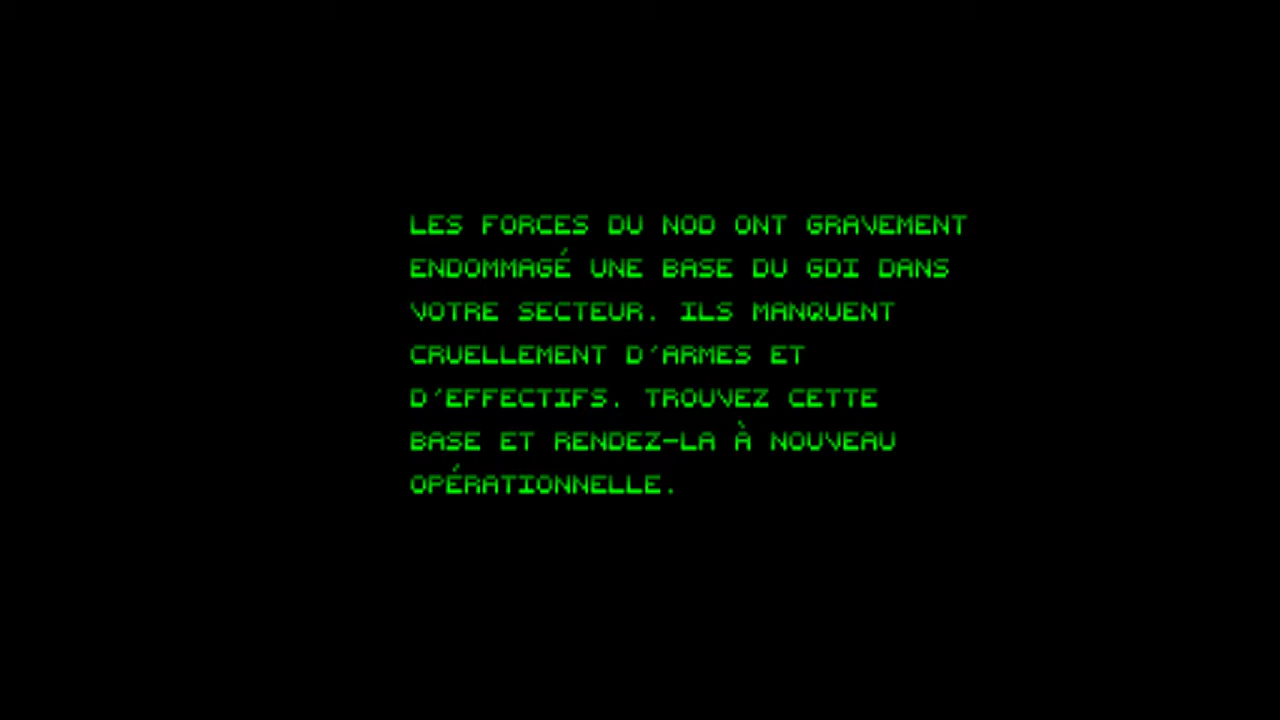 LES FORCES DU NOD ONT GRAVEMENT
ENDOMMAGÉ UNE BASE DU GDI DANS
VOTRE SECTEUR. ILS MANQUENT
CRUELLEMENT D'ARMES ET
D'EFFECTIFS. TROUVEZ CETTE
BASE ET RENDEZ-LA À NOUVEAU
OPÉRATIONNELLE.